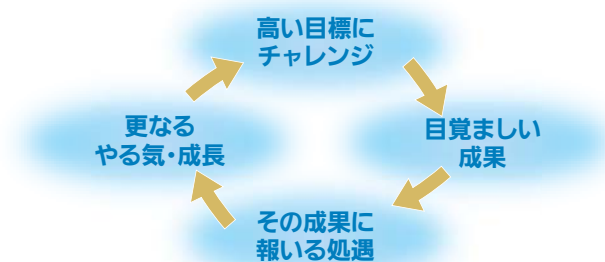 高い目標に
チャレンジ
目覚ましい
成果
その成果に
報いる処遇
更なる
やる気・成長